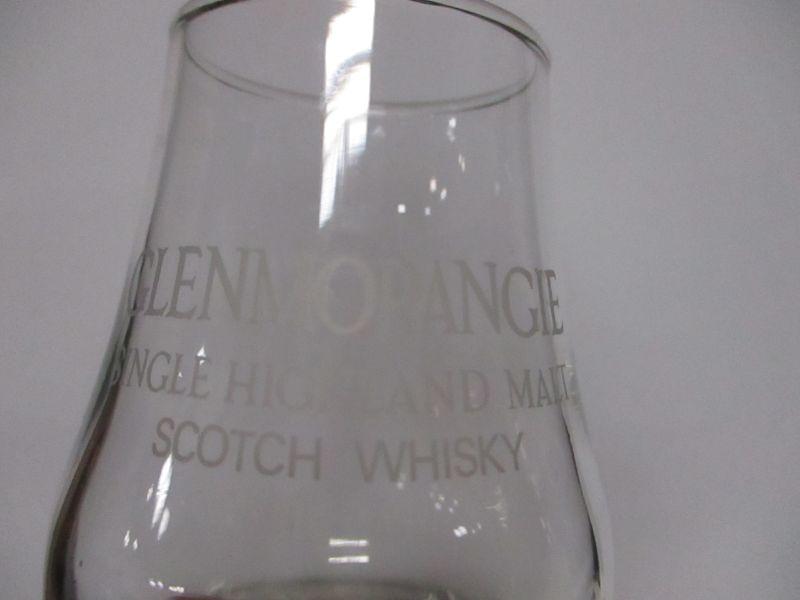 GLENMORANGIE
SINGLE HIGHLAND MALT
SCOTCH WHISKY